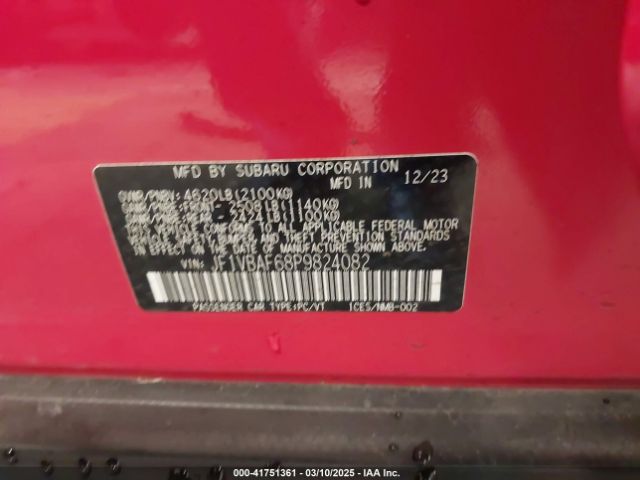 MFD BY SUBARU CORPORATION
MFD IN 12/23
GVWR/PNBV: 4620LB(2100KG)
GAWR/PNBE: FRONT- 2508LB(1140KG)
GAWR/PNBE: REAR- 2424LB(1100KG)
THIS VEHICLE CONFORMS TO ALL APPLICABLE FEDERAL MOTOR
VEHICLE SAFETY, BUMPER AND THEFT PREVENTION STANDARDS
IN EFFECT ON THE DATE OF MANUFACTURE SHOWN ABOVE.
VIN: JF1VBAF68P9824082
PASSENGER CAR TYPE:PC/VT ICES/NMB-002
000-41751361 | 03/10/2025 | IAA Inc.